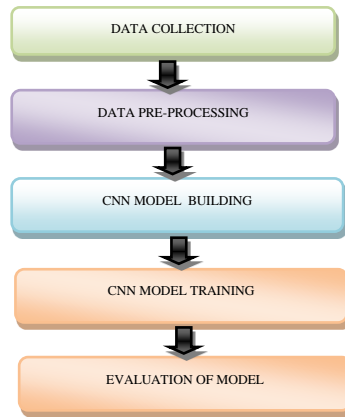 DATA COLLECTION
DATA PRE-PROCESSING
CNN MODEL BUILDING
CNN MODEL TRAINING
EVALUATION OF MODEL